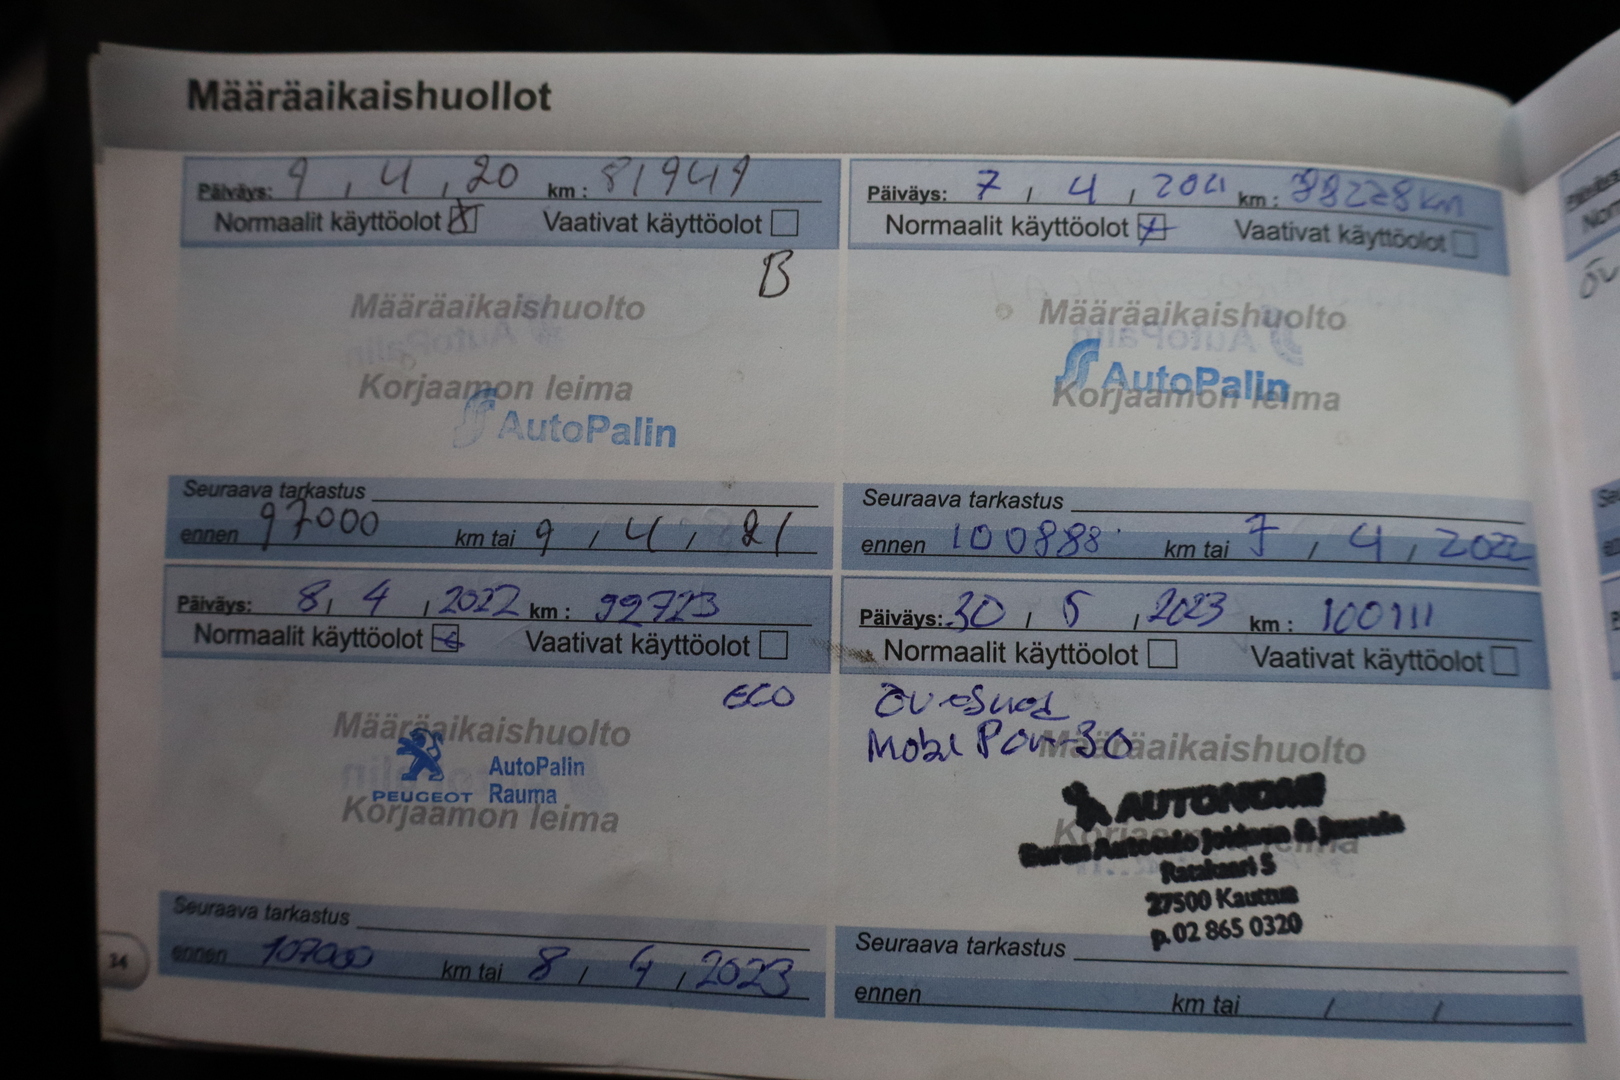 Määräaikaishuollot
Päiväys: 9 , 4 , 20 km : 81949
Normaalit käyttöolot Vaativat käyttöolot
B
Määräaikaishuolto
Korjaamon leima
AutoPalin
Seuraava tarkastus
ennen 97000 km tai 9 , 4 , 21
Päiväys: 7 , 4 , 2021 km : 88228 km
Normaalit käyttöolot Vaativat käyttöolot
Määräaikaishuolto
AutoPalin
Korjaamon leima
Seuraava tarkastus
ennen 100888 km tai 7 , 4 , 2022
Päiväys: 8 , 4 , 2022 km : 92723
Normaalit käyttöolot Vaativat käyttöolot
ECO
Määräaikaishuolto
AutoPalin
PEUGEOT Rauma
Korjaamon leima
Seuraava tarkastus
ennen 107000 km tai 8 , 4 , 2023
Päiväys: 30 , 5 , 2023 km : 100111
Normaalit käyttöolot Vaativat käyttöolot
Määräaikaishuolto
AUTONOMI
Korjaamon leima
27500 Kauttua
p. 02 865 0320
Seuraava tarkastus
ennen km tai , ,
24